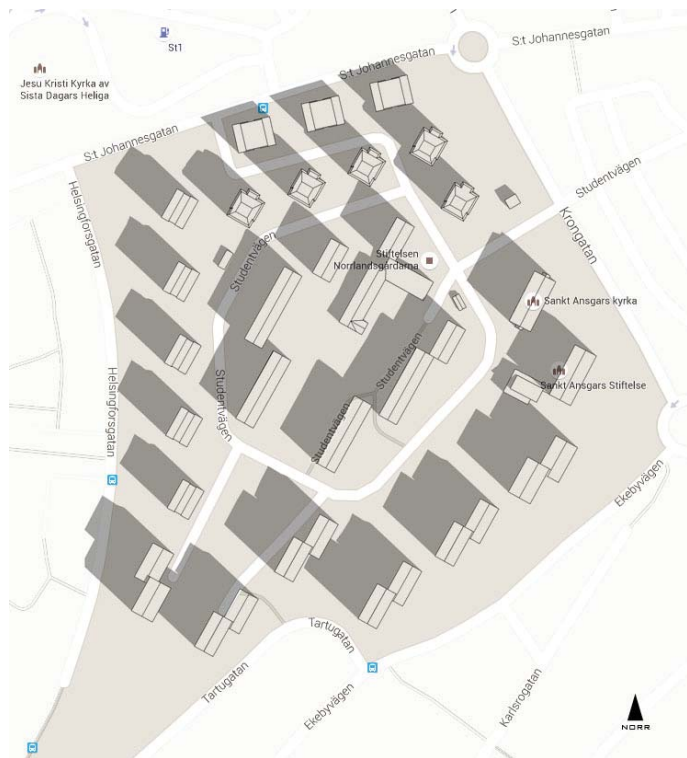 S:t Johannesgatan
St1
Jesu Kristi Kyrka av
Sista Dagars Heliga
S:t Johannesgatan
S:t Johannesgatan
Studentvägen
Helsingforsgatan
Krongatan
Studentvägen
Stiftelsen
Norrlandsgårdarna
Sankt Ansgars kyrka
Studentvägen
Sankt Ansgars Stiftelse
Helsingforsgatan
Studentvägen
Studentvägen
Ekebyvägen
Tartugatan
Tartugatan
Ekebyvägen
Karlsrogatan
NORR